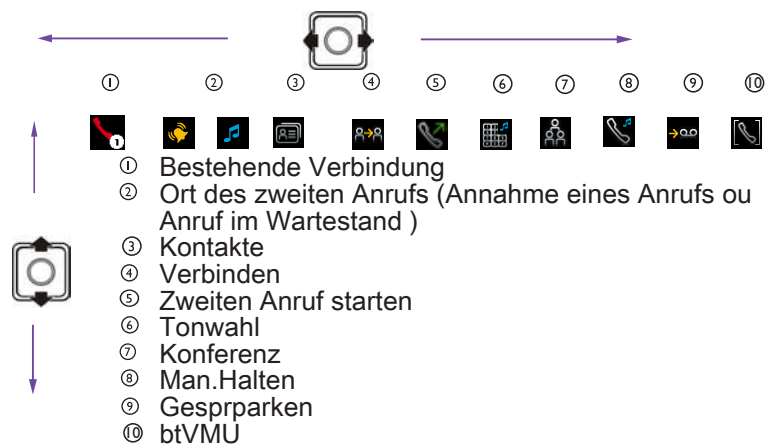 ① ② ③ ④ ⑤ ⑥ ⑦ ⑧ ⑨ ⑩
1
① Bestehende Verbindung
② Ort des zweiten Anrufs (Annahme eines Anrufs ou
Anruf im Wartestand )
③ Kontakte
④ Verbinden
⑤ Zweiten Anruf starten
⑥ Tonwahl
⑦ Konferenz
⑧ Man.Halten
⑨ Gesprparken
⑩ btVMU